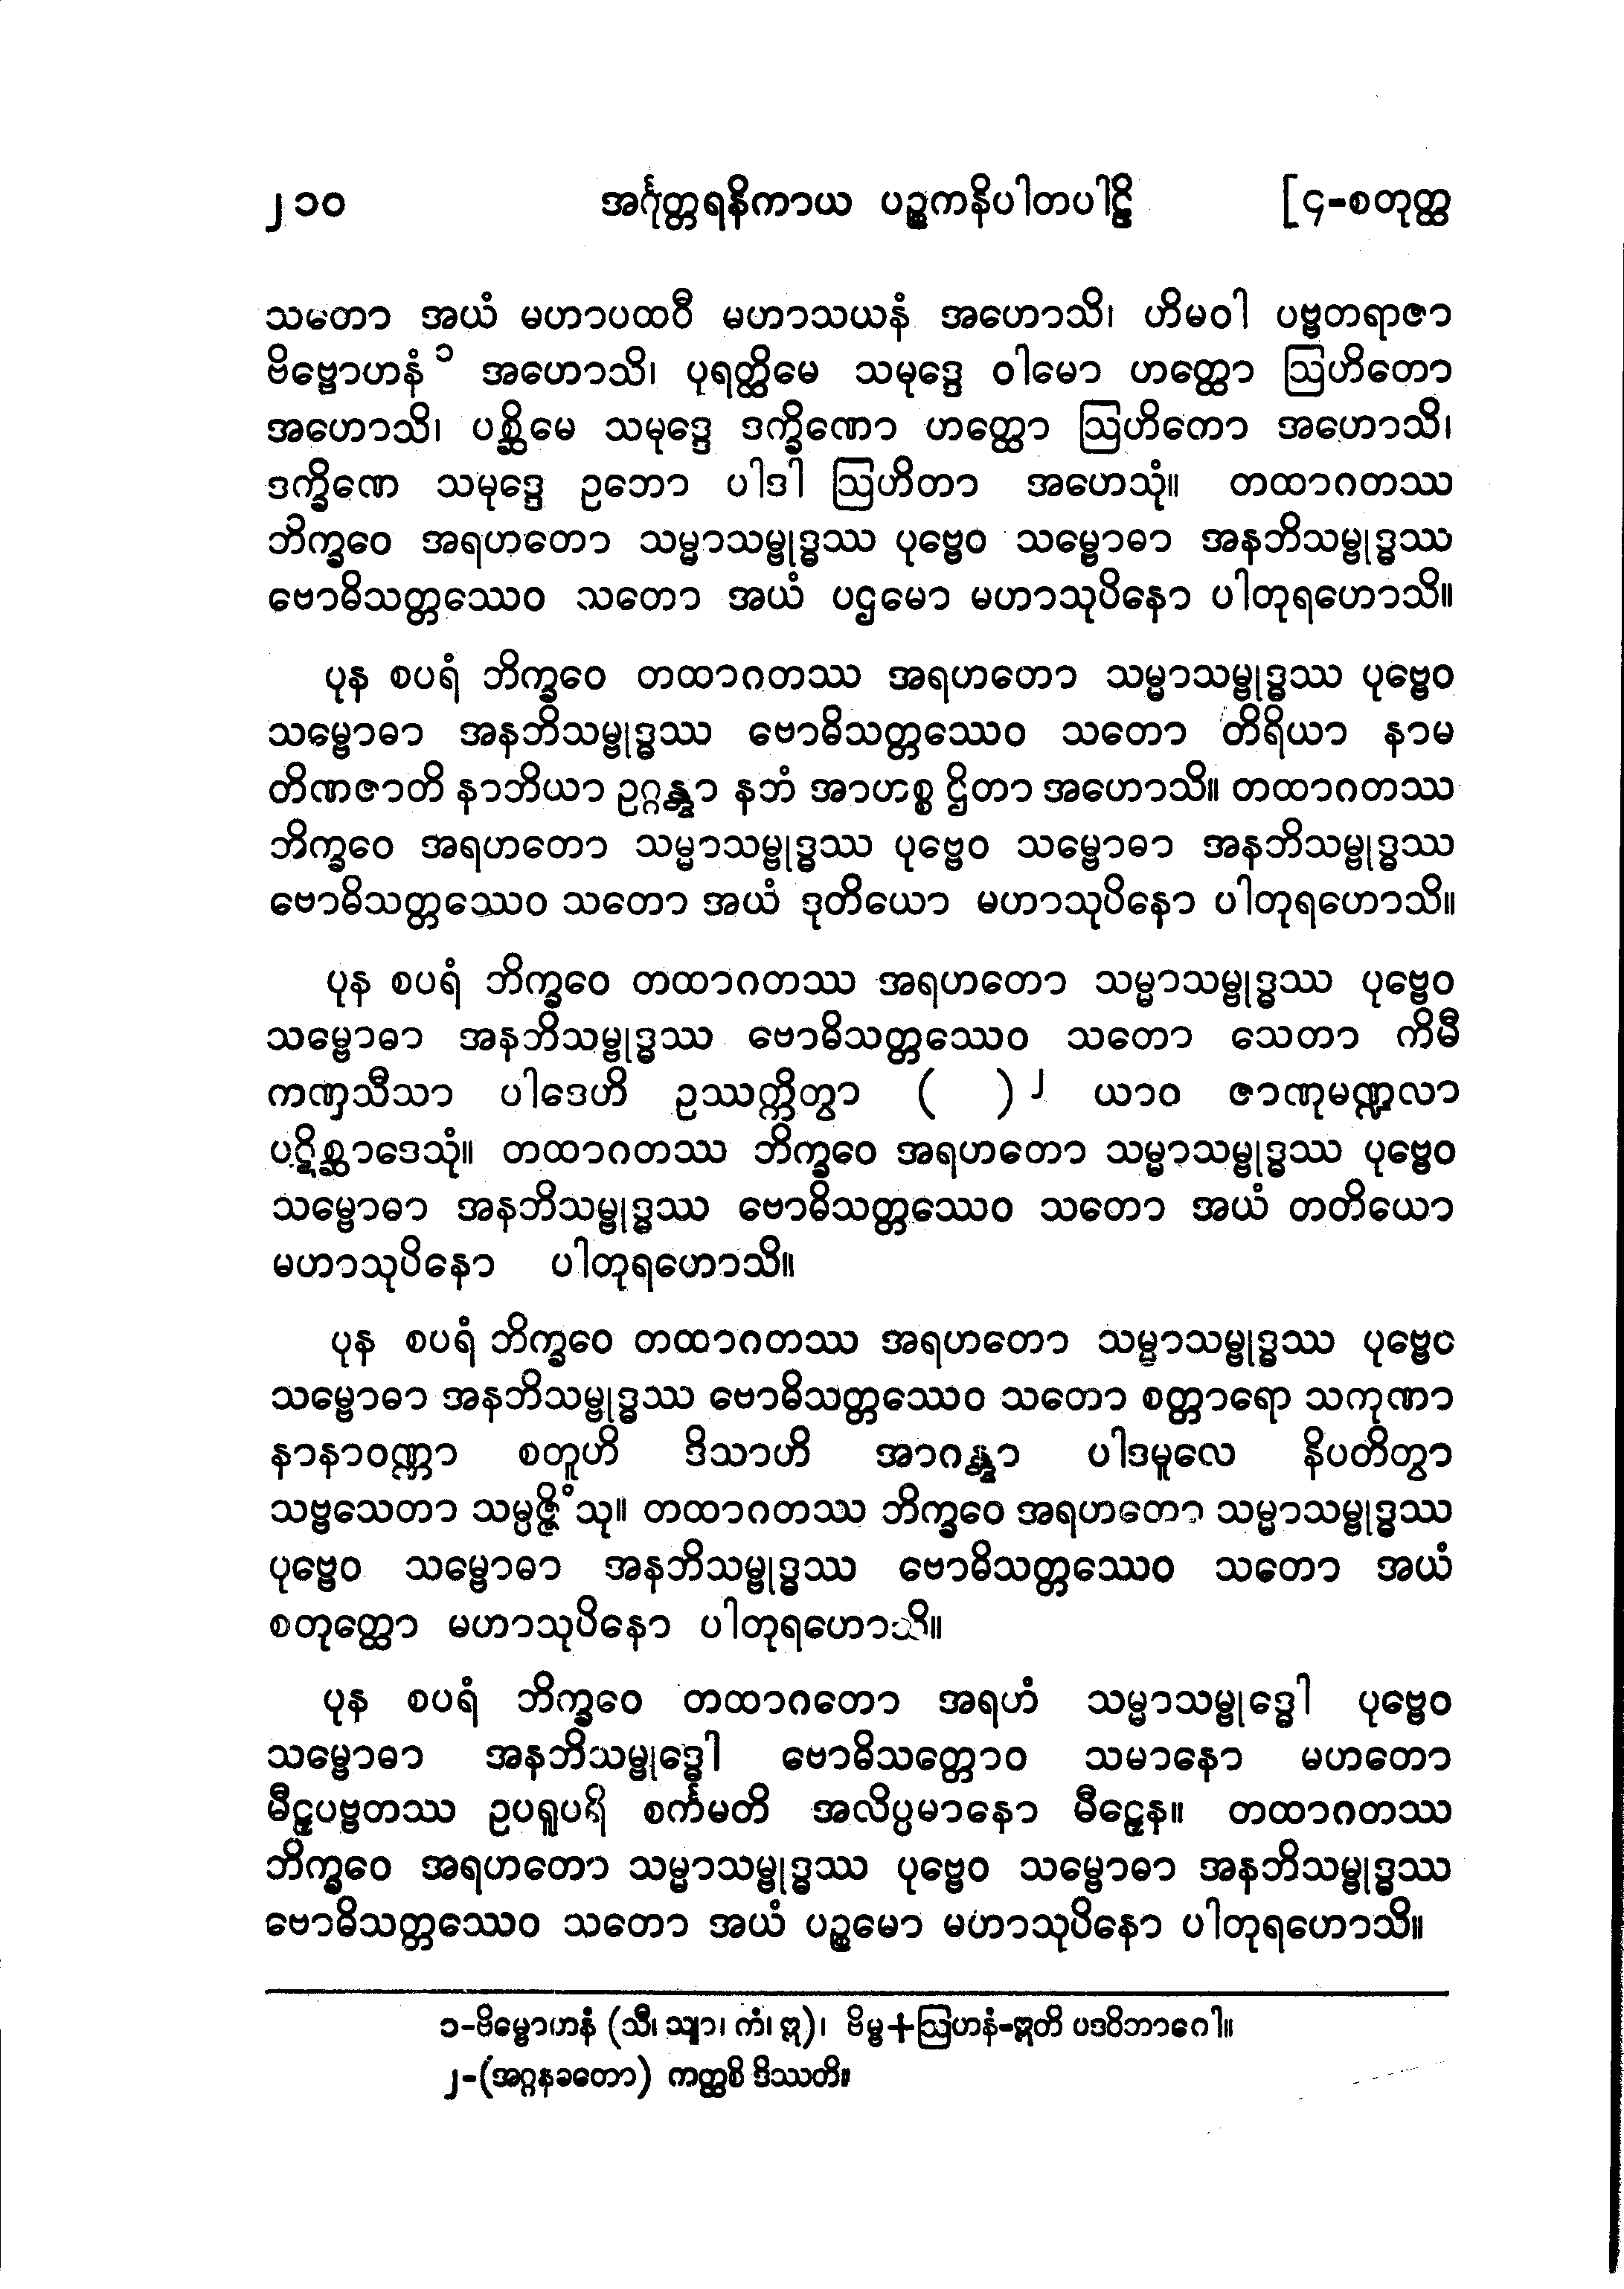 ၂၁၀ အင်္ဂုတ္တရနိကာယ ပဉ္စကနိပါတပါဠိ [၄-စတုတ္ထ
သတော အယံ မဟာပထဝီ မဟာသယနံ အဟောသိ၊ ဟိမဝါ ပဗ္ဗတရာဇာ
ဗိဗ္ဗောဟနံ ၁ အဟောသိ၊ ပုရတ္ထိမေ သမုဒ္ဒေ ဝါမော ဟတ္ထော ဩဟိတော
အဟောသိ၊ ပစ္ဆိမေ သမုဒ္ဒေ ဒက္ခိဏော ဟတ္ထော ဩဟိတော အဟောသိ၊
ဒက္ခိဏေ သမုဒ္ဒေ ဥဘော ပါဒါ ဩဟိတာ အဟေသုံ။ တထာဂတဿ
ဘိက္ခဝေ အရဟတော သမ္မာသမ္ဗုဒ္ဓဿ ပုဗ္ဗေဝ သမ္ဗောဓာ အနဘိသမ္ဗုဒ္ဓဿ
ဗောဓိသတ္တဿေဝ သတော အယံ ပဌမော မဟာသုပိနော ပါတုရဟောသိ။
ပုန စပရံ ဘိက္ခဝေ တထာဂတဿ အရဟတော သမ္မာသမ္ဗုဒ္ဓဿ ပုဗ္ဗေဝ
သမ္ဗောဓာ အနဘိသမ္ဗုဒ္ဓဿ ဗောဓိသတ္တဿေဝ သတော တိရိယာ နာမ
တိဏဇာတိ နာဘိယာ ဥဂ္ဂန္တွာ နဘံ အာဟစ္စ ဌိတာ အဟောသိ။ တထာဂတဿ
ဘိက္ခဝေ အရဟတော သမ္မာသမ္ဗုဒ္ဓဿ ပုဗ္ဗေဝ သမ္ဗောဓာ အနဘိသမ္ဗုဒ္ဓဿ
ဗောဓိသတ္တဿေဝ သတော အယံ ဒုတိယော မဟာသုပိနော ပါတုရဟောသိ။
ပုန စပရံ ဘိက္ခဝေ တထာဂတဿ အရဟတော သမ္မာသမ္ဗုဒ္ဓဿ ပုဗ္ဗေဝ
သမ္ဗောဓာ အနဘိသမ္ဗုဒ္ဓဿ ဗောဓိသတ္တဿေဝ သတော သေတာ ကိမီ
ကဏှသီသာ ပါဒေဟိ ဥဿက္ကိတွာ ( ) ၂ ယာဝ ဇာဏုမဏ္ဍလာ
ပဋိစ္ဆာဒေသုံ။ တထာဂတဿ ဘိက္ခဝေ အရဟတော သမ္မာသမ္ဗုဒ္ဓဿ ပုဗ္ဗေဝ
သမ္ဗောဓာ အနဘိသမ္ဗုဒ္ဓဿ ဗောဓိသတ္တဿေဝ သတော အယံ တတိယော
မဟာသုပိနော ပါတုရဟောသိ။
ပုန စပရံ ဘိက္ခဝေ တထာဂတဿ အရဟတော သမ္မာသမ္ဗုဒ္ဓဿ ပုဗ္ဗေဝ
သမ္ဗောဓာ အနဘိသမ္ဗုဒ္ဓဿ ဗောဓိသတ္တဿေဝ သတော စတ္တာရော သကုဏာ
နာနာဝဏ္ဏာ စတူဟိ ဒိသာဟိ အာဂန္တွာ ပါဒမူလေ နိပတိတွာ
သဗ္ဗသေတာ သမ္ပဇ္ဇိံသု။ တထာဂတဿ ဘိက္ခဝေ အရဟတော သမ္မာသမ္ဗုဒ္ဓဿ
ပုဗ္ဗေဝ သမ္ဗောဓာ အနဘိသမ္ဗုဒ္ဓဿ ဗောဓိသတ္တဿေဝ သတော အယံ
စတုတ္ထော မဟာသုပိနော ပါတုရဟောသိ။
ပုန စပရံ ဘိက္ခဝေ တထာဂတော အရဟံ သမ္မာသမ္ဗုဒ္ဓေါ ပုဗ္ဗေဝ
သမ္ဗောဓာ အနဘိသမ္ဗုဒ္ဓေါ ဗောဓိသတ္တောဝ သမာနော မဟတော
မီဠှပဗ္ဗတဿ ဥပရူပရိ စင်္ကမတိ အလိပ္ပမာနော မီဠှေန။ တထာဂတဿ
ဘိက္ခဝေ အရဟတော သမ္မာသမ္ဗုဒ္ဓဿ ပုဗ္ဗေဝ သမ္ဗောဓာ အနဘိသမ္ဗုဒ္ဓဿ
ဗောဓိသတ္တဿေဝ သတော အယံ ပဉ္စမော မဟာသုပိနော ပါတုရဟောသိ။
၁-ဗိမ္ဗောဟနံ (သီ၊ သျာ၊ ကံ၊ ဣ)၊ ဗိမ္ဗ+ဩဟနံ-ဣတိ ပဒဝိဘာဂေါ။
၂-(အဂ္ဂနခတော) ကတ္ထစိ ဒိဿတိ။